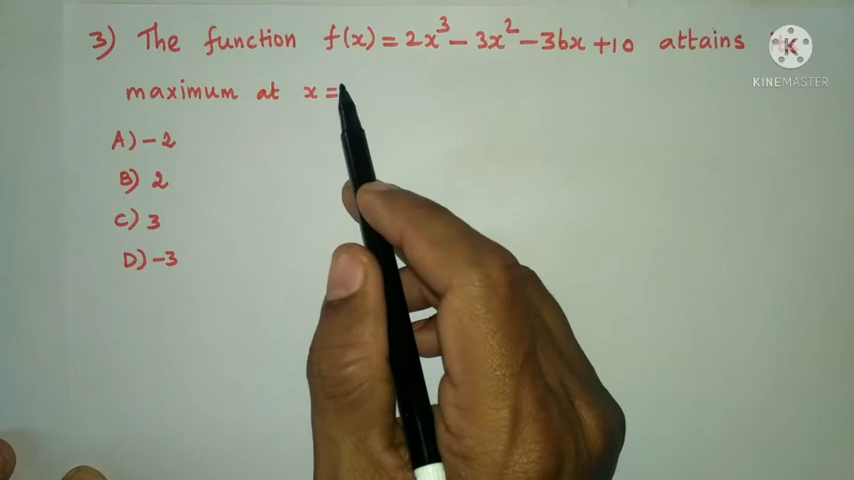 3) The function f(x) = 2x³ - 3x² - 36x + 10 attains
maximum at x =
A) -2
B) 2
C) 3
D) -3
K
KINEMASTER